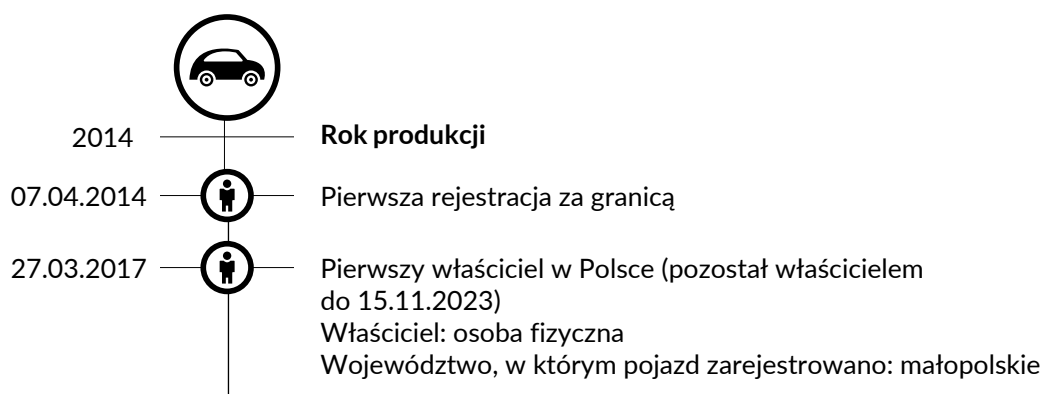 2014 Rok produkcji
07.04.2014 Pierwsza rejestracja za granicą
27.03.2017 Pierwszy właściciel w Polsce (pozostał właścicielem
do 15.11.2023)
Właściciel: osoba fizyczna
Województwo, w którym pojazd zarejestrowano: małopolskie